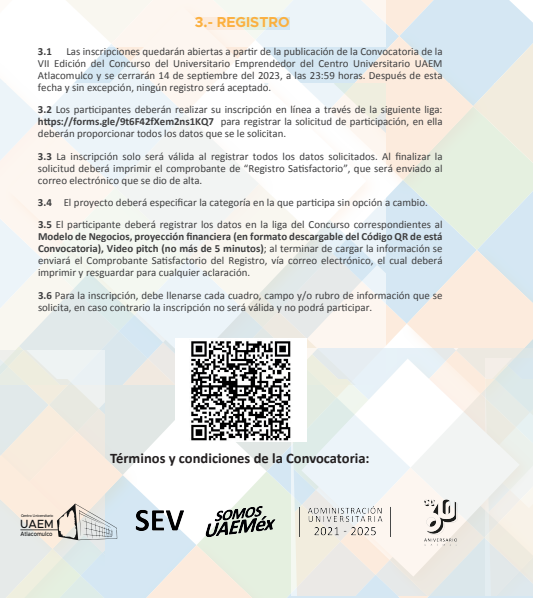 3.- REGISTRO
3.1 Las inscripciones quedarán abiertas a partir de la publicación de la Convocatoria de la
VII Edición del Concurso del Universitario Emprendedor del Centro Universitario UAEM
Atlacomulco y se cerrarán 14 de septiembre del 2023, a las 23:59 horas. Después de esta
fecha y sin excepción, ningún registro será aceptado.
3.2 Los participantes deberán realizar su inscripción en línea a través de la siguiente liga:
https://forms.gle/9t6F42fXem2ns1KQ7 para registrar la solicitud de participación, en ella
deberán proporcionar todos los datos que se le solicitan.
3.3 La inscripción solo será válida al registrar todos los datos solicitados. Al finalizar la
solicitud deberá imprimir el comprobante de “Registro Satisfactorio”, que será enviado al
correo electrónico que se dio de alta.
3.4 El proyecto deberá especificar la categoría en la que participa sin opción a cambio.
3.5 El participante deberá registrar los datos en la liga del Concurso correspondientes al
Modelo de Negocios, proyección financiera (en formato descargable del Código QR de está
Convocatoria), Video pitch (no más de 5 minutos); al terminar de cargar la información se
enviará el Comprobante Satisfactorio del Registro, vía correo electrónico, el cual deberá
imprimir y resguardar para cualquier aclaración.
3.6 Para la inscripción, debe llenarse cada cuadro, campo y/o rubro de información que se
solicita, en caso contrario la inscripción no será válida y no podrá participar.
Términos y condiciones de la Convocatoria:
Centro Universitario
UAEM
Atlacomulco
SEV
SOMOS
UAEMéx
ADMINISTRACIÓN
UNIVERSITARIA
2021 - 2025
ANIVERSARIO